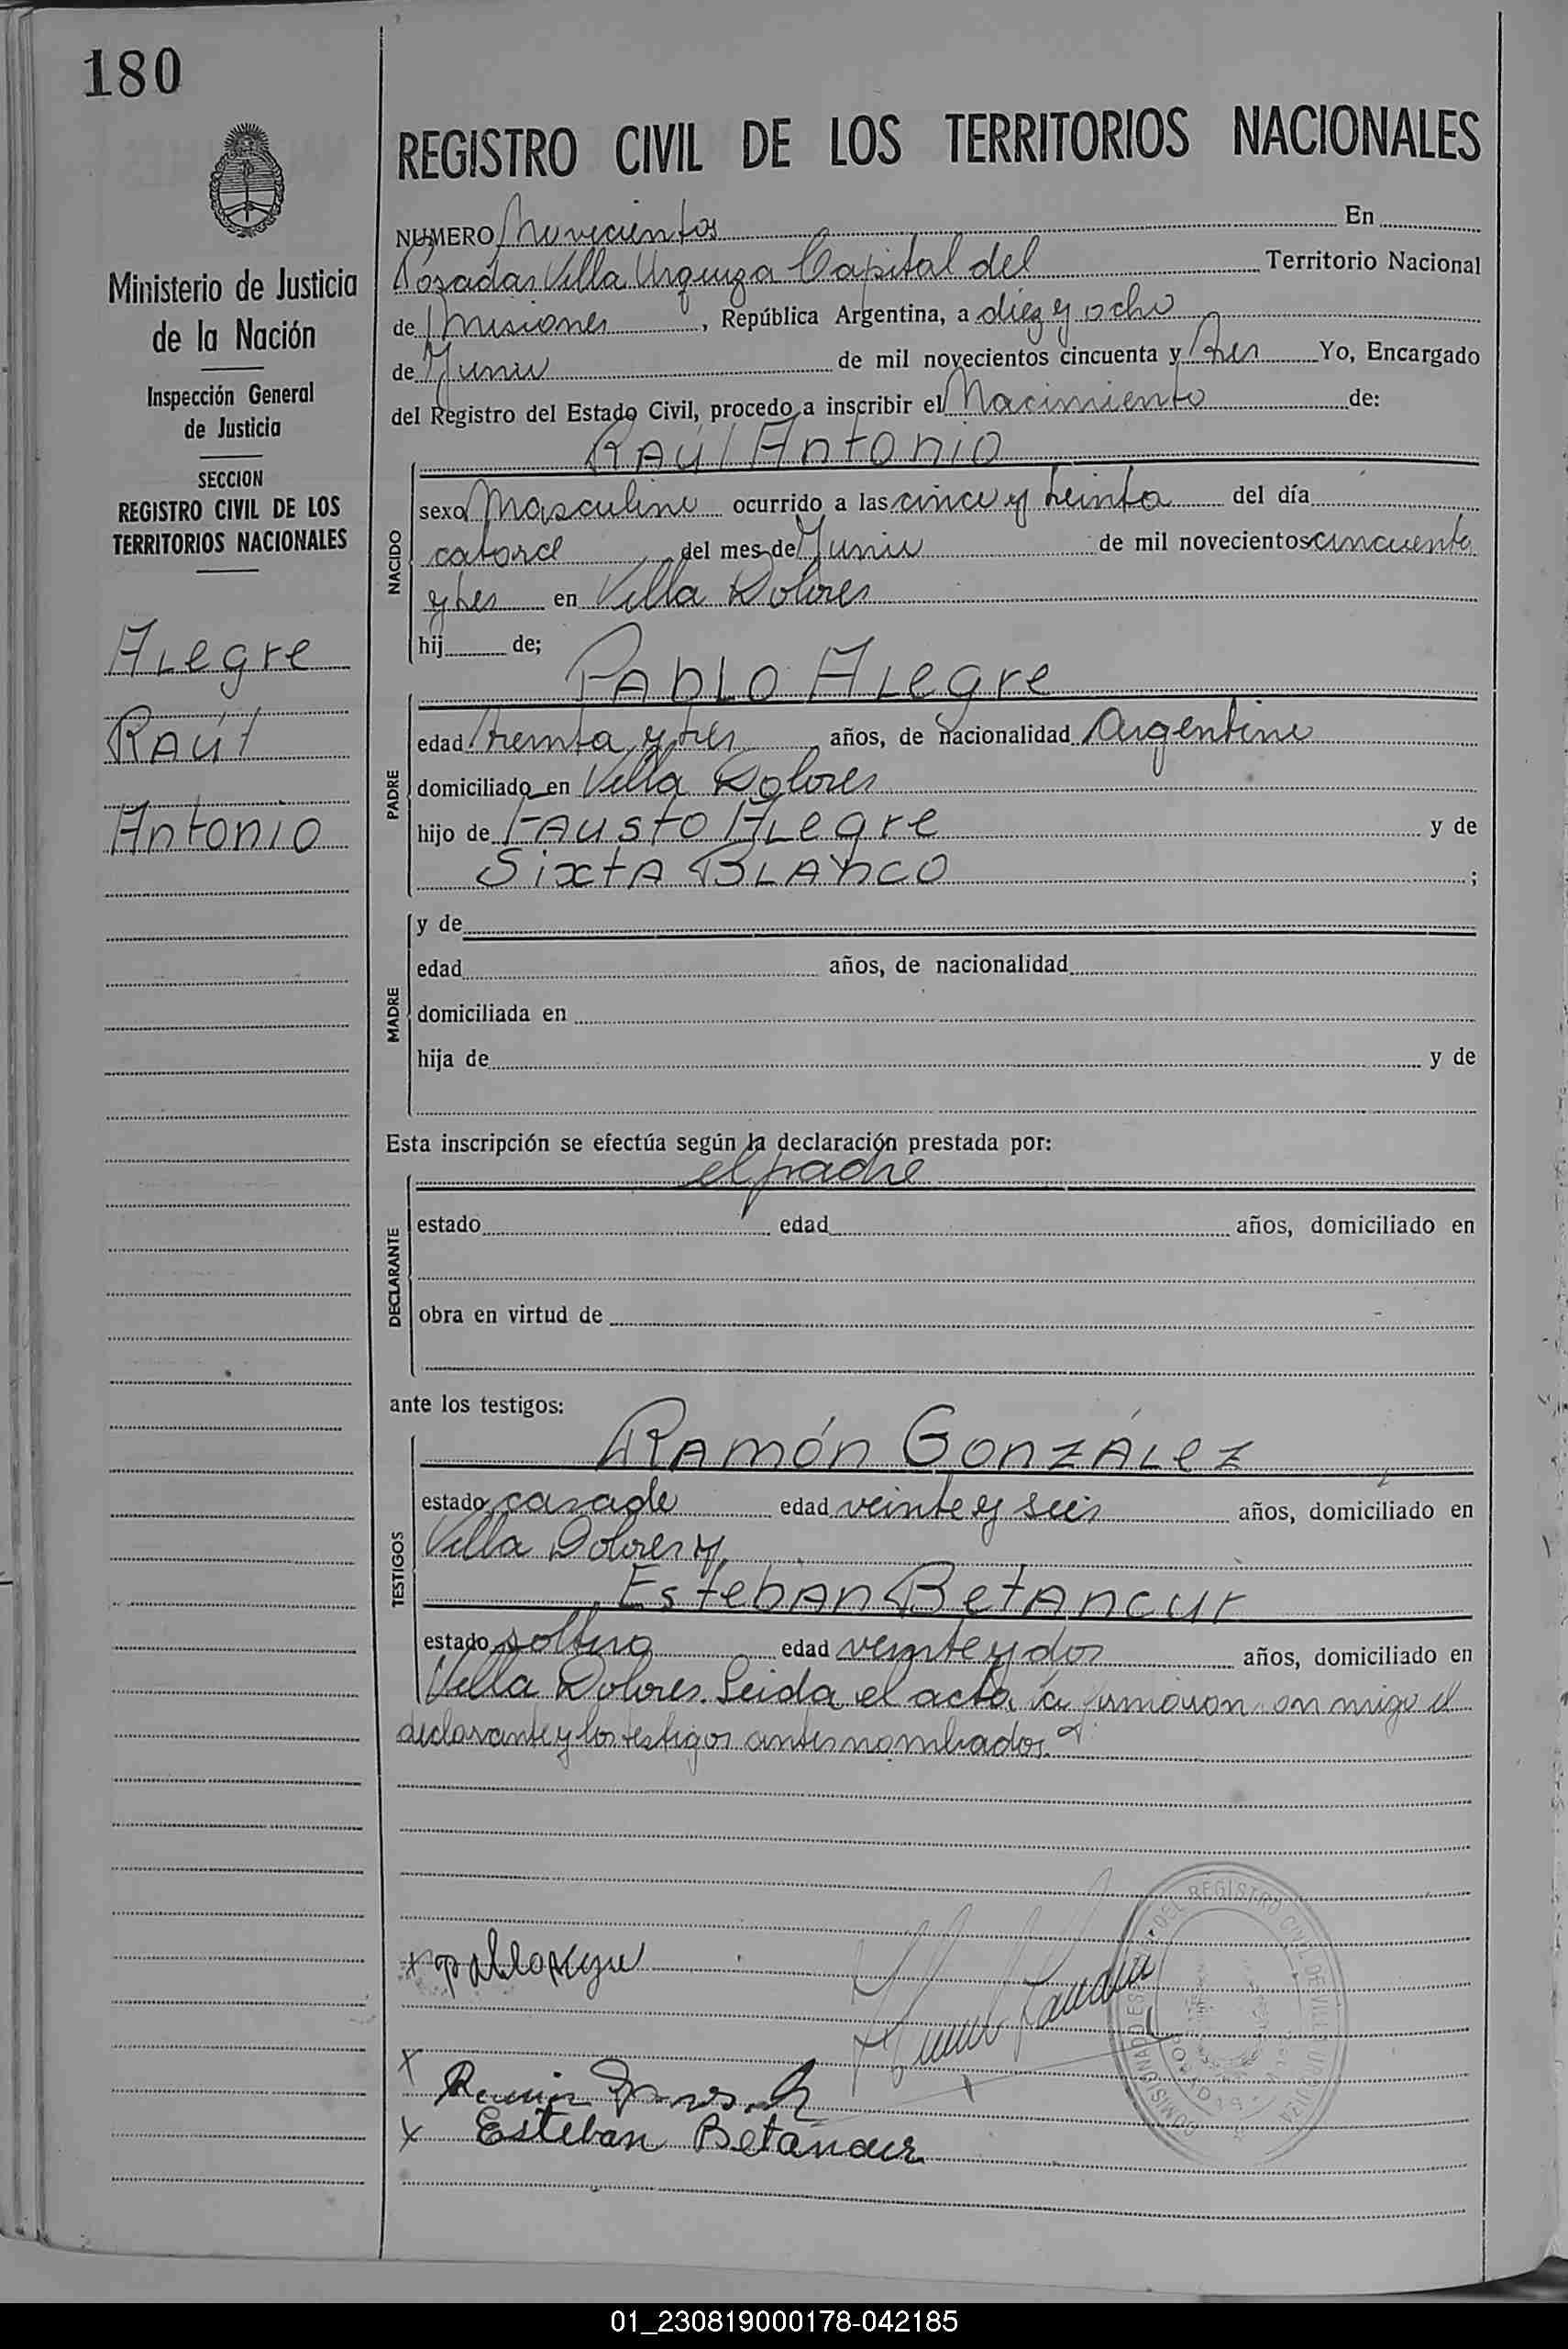 180
REGISTRO CIVIL DE LOS TERRITORIOS NACIONALES
Ministerio de Justicia
de la Nación
Inspección General
de Justicia
SECCION
REGISTRO CIVIL DE LOS
TERRITORIOS NACIONALES
Alegre
Raúl
Antonio
NUMERO Novecientos En
Posadas Villa Urquiza Capital del Territorio Nacional
de Misiones, República Argentina, a diez y ocho
de Junio de mil novecientos cincuenta y tres Yo, Encargado
del Registro del Estado Civil, procedo a inscribir el Nacimiento de:
Raúl Antonio
NACIDO
sexo Masculino ocurrido a las cinco y treinta del día
catorce del mes de Junio de mil novecientos cincuenta
y tres en Villa Dolores
hij de;
Pablo Alegre
PADRE
edad treinta y tres años, de nacionalidad Argentino
domiciliado en Villa Dolores
hijo de Fausto Alegre y de
Sixta Blanco ;
MADRE
y de
edad años, de nacionalidad
domiciliada en
hija de y de
Esta inscripción se efectúa según la declaración prestada por:
el padre
DECLARANTE
estado edad años, domiciliado en
obra en virtud de
ante los testigos:
Ramón González
TESTIGOS
estado casado edad veinte y seis años, domiciliado en
Villa Dolores y
Esteban Betancur
estado soltero edad veinte y dos años, domiciliado en
Villa Dolores. Leida el acta la firmaron conmigo el
declarante y los testigos antes nombrados.
x Pablo Alegre
x Ramón
x Esteban Betancur
REGISTRO CIVIL DE VILLA URQUIZA
01_230819000178-042185